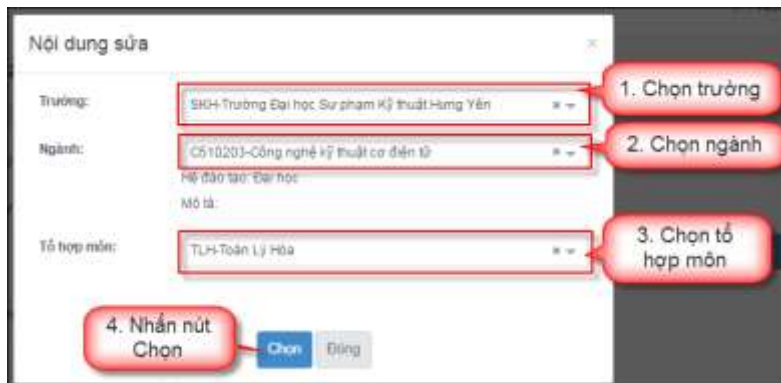 Nội dung sửa
×
Trường:
SKH-Trường Đại học Sư phạm Kỹ thuật Hưng Yên
1. Chọn trường
Ngành:
C510203-Công nghệ kỹ thuật cơ điện tử
2. Chọn ngành
Hệ đào tạo: Đại học
Mô tả:
Tổ hợp môn:
TLH-Toán Lý Hóa
3. Chọn tổ
hợp môn
4. Nhấn nút
Chọn
Chọn
Đóng